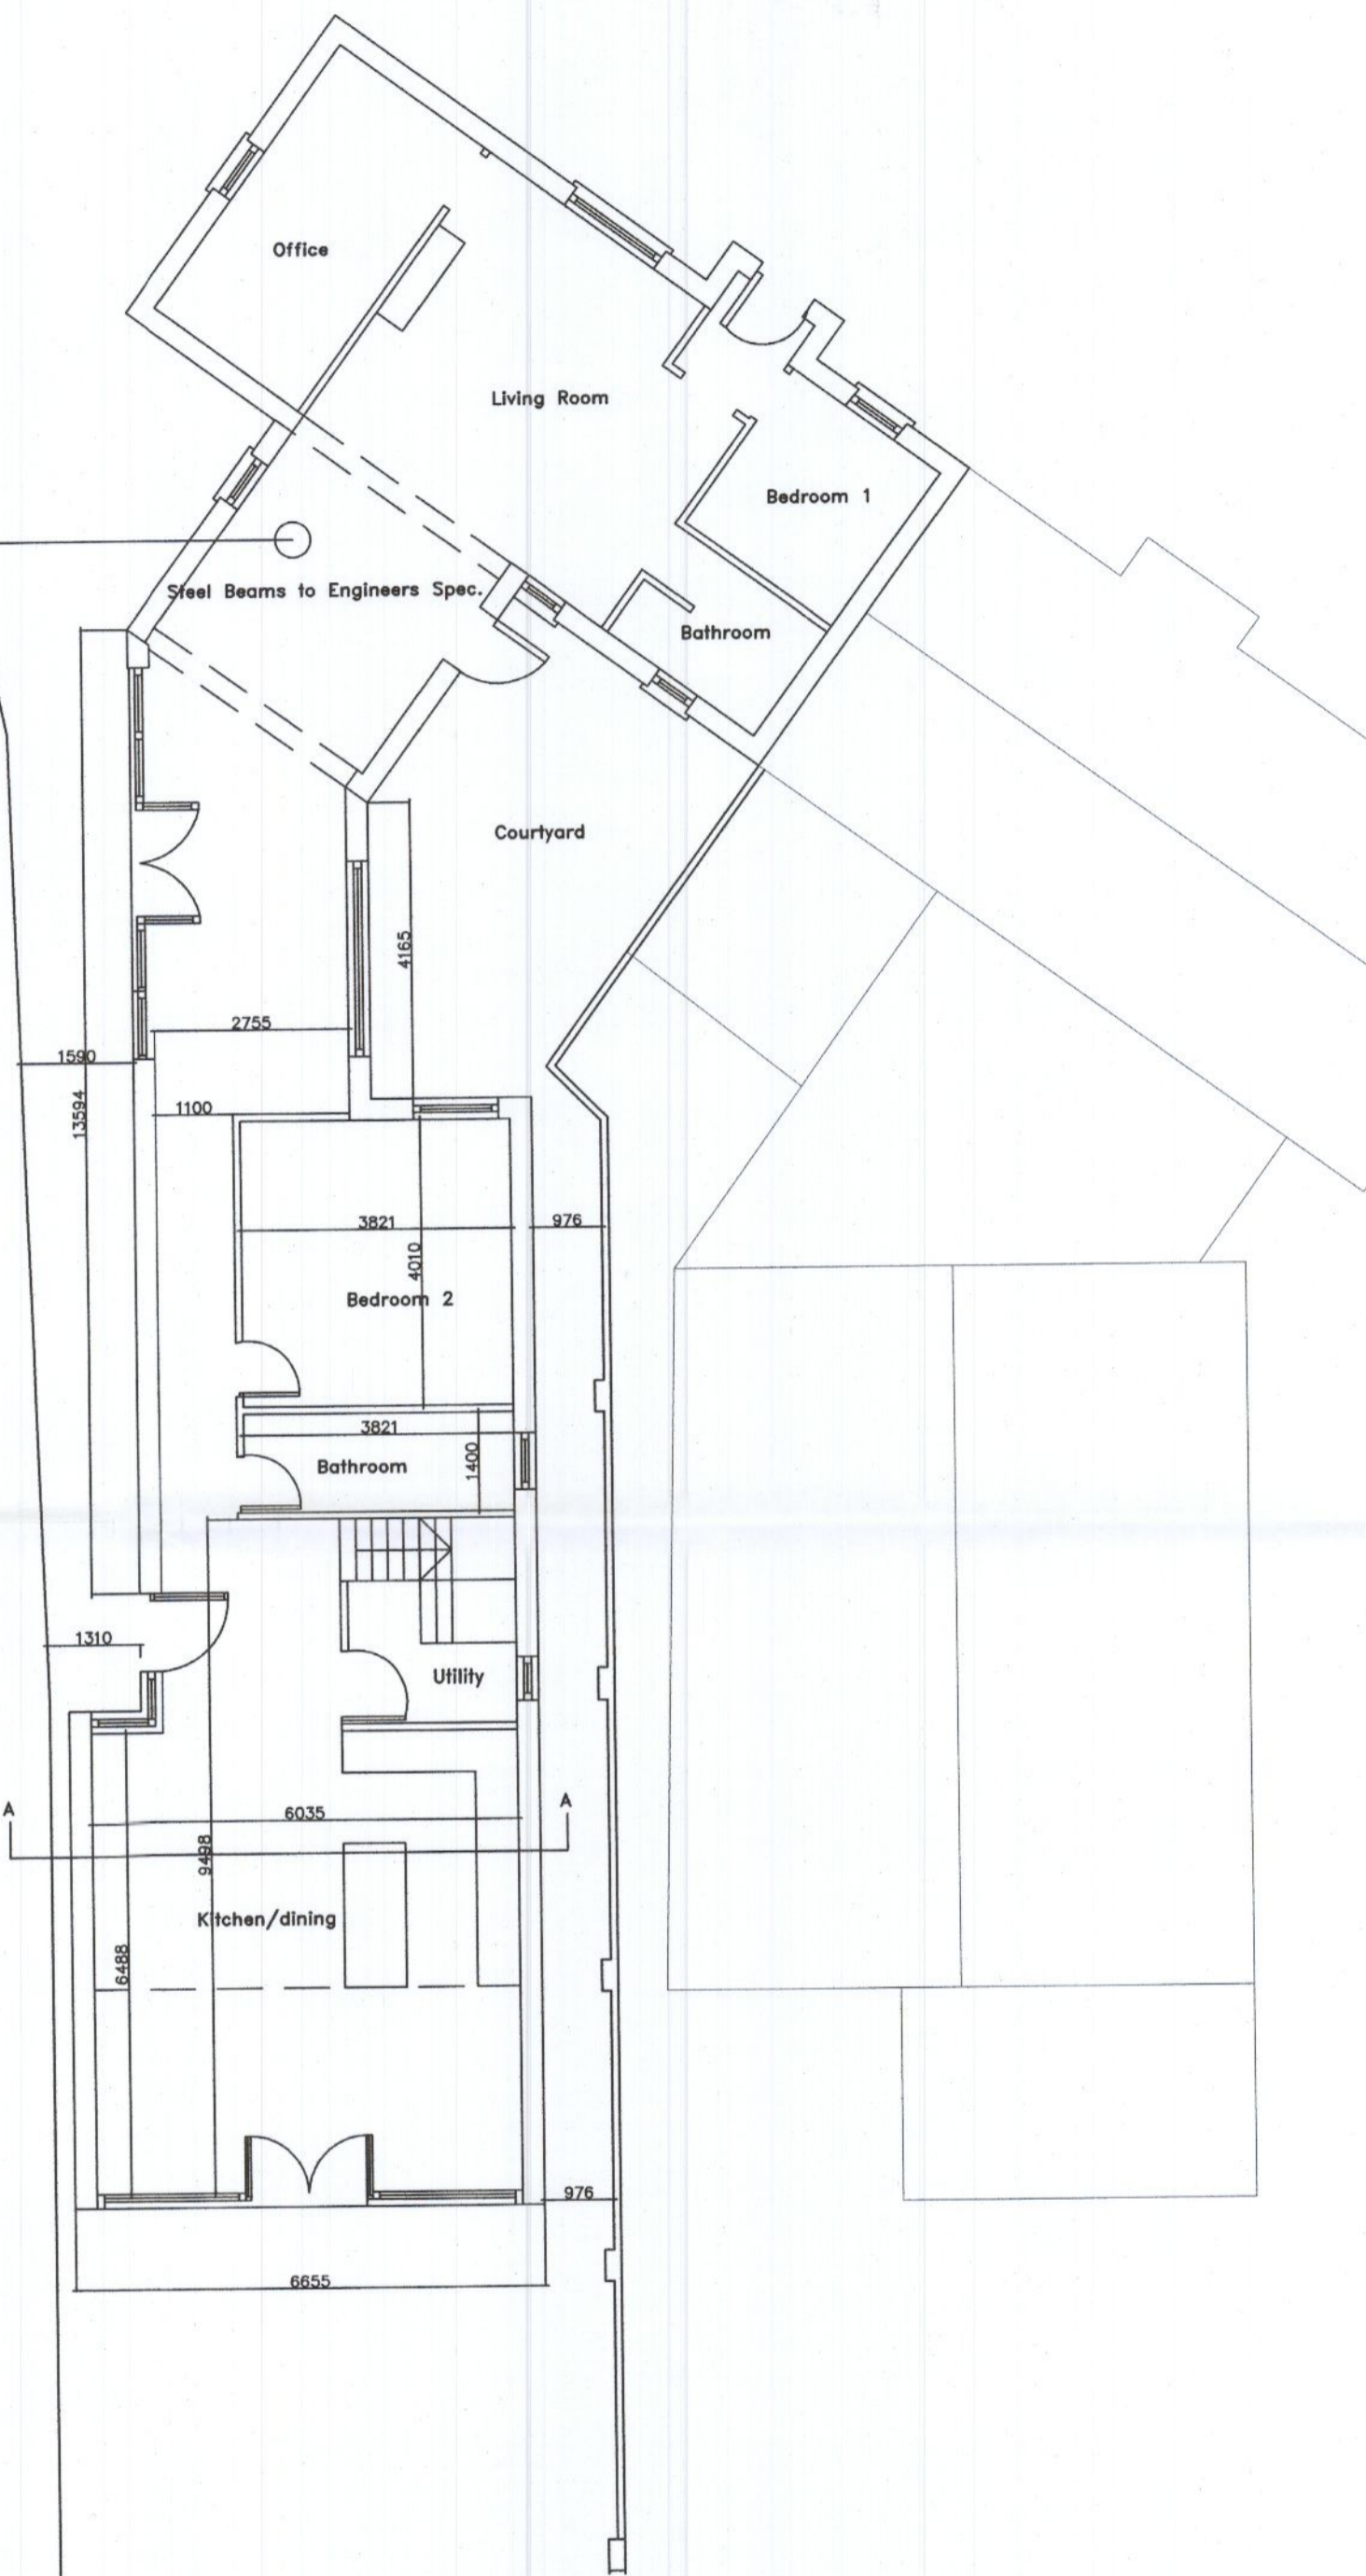 Office
Living Room
Bedroom 1
Steel Beams to Engineers Spec.
Bathroom
Courtyard
4165
2755
1590
13594
1100
3821
976
4010
Bedroom 2
3821
Bathroom
1400
1310
Utility
A
A
6035
9498
Kitchen/dining
6488
976
6655